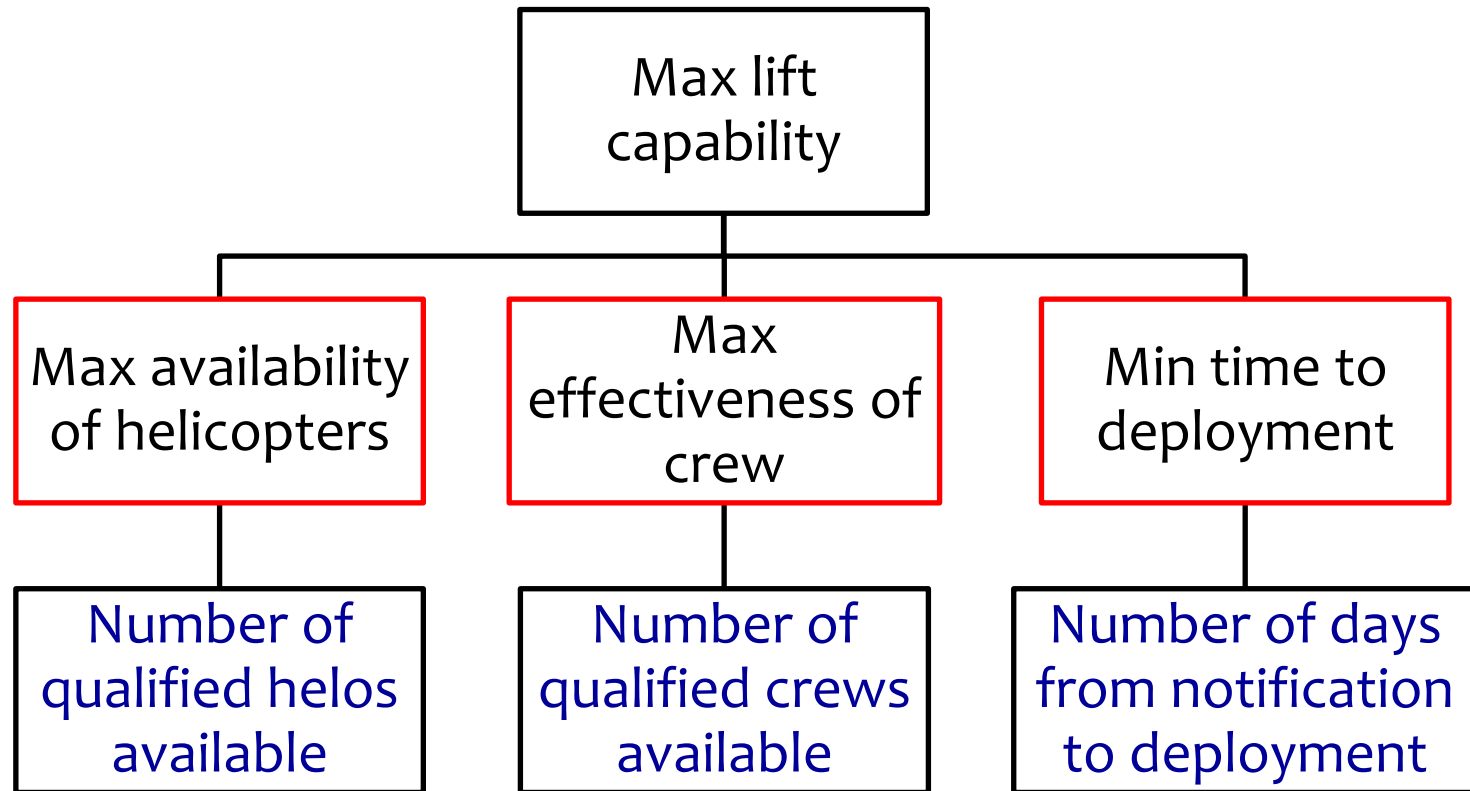 Max lift
capability
Max availability
of helicopters
Max
effectiveness of
crew
Min time to
deployment
Number of
qualified helos
available
Number of
qualified crews
available
Number of days
from notification
to deployment